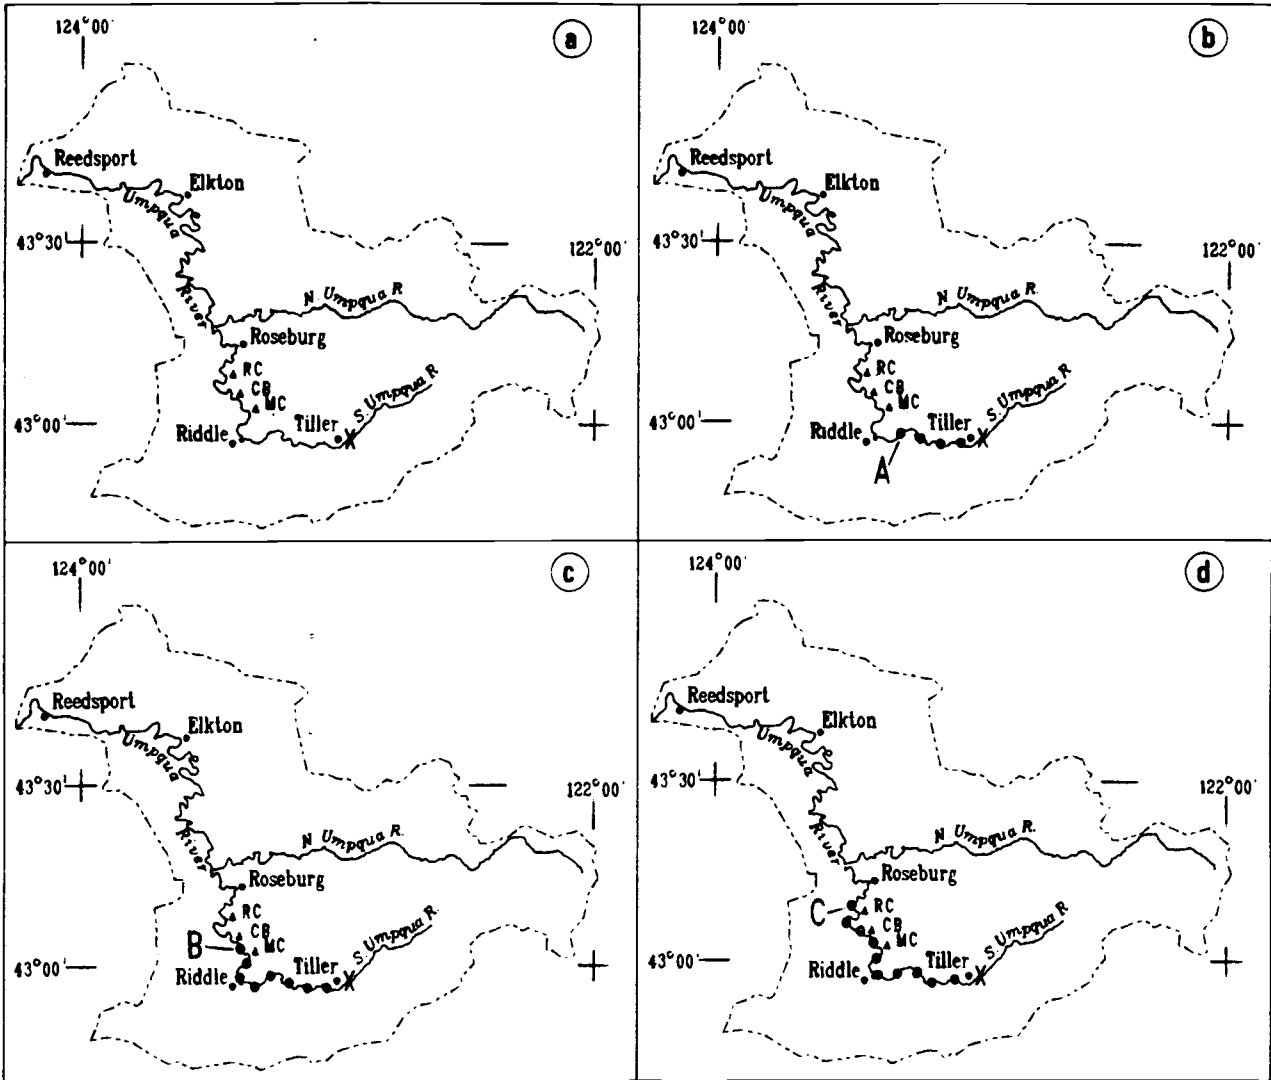 124°00'
a
Reedsport
Elkton
Umpqua
River
43°30'
122°00'
N. Umpqua R.
Roseburg
RC
CB
MC
S. Umpqua R.
43°00'
Riddle
Tiller
X
124°00'
b
Reedsport
Elkton
Umpqua
River
43°30'
122°00'
N. Umpqua R.
Roseburg
RC
CB
MC
S. Umpqua R.
43°00'
Riddle
Tiller
X
A
124°00'
c
Reedsport
Elkton
Umpqua
River
43°30'
122°00'
N. Umpqua R.
Roseburg
RC
CB
B
MC
S. Umpqua R.
43°00'
Riddle
Tiller
X
124°00'
d
Reedsport
Elkton
Umpqua
River
43°30'
122°00'
N. Umpqua R.
Roseburg
C
RC
CB
MC
S. Umpqua R.
43°00'
Riddle
Tiller
X